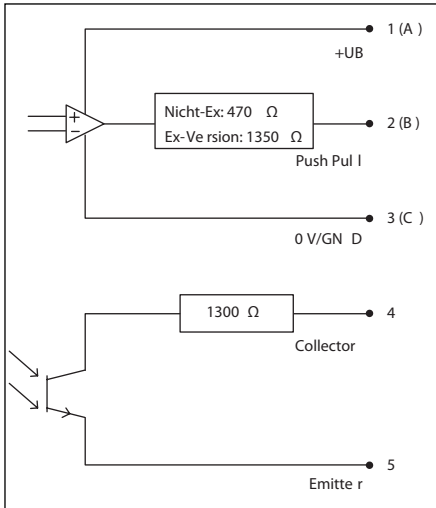 1 (A)
+UB
+
−
Nicht-Ex: 470 Ω
Ex-Ve rsion: 1350 Ω
2 (B)
Push Pul l
3 (C)
0 V/GN D
1300 Ω
4
Collector
5
Emitte r